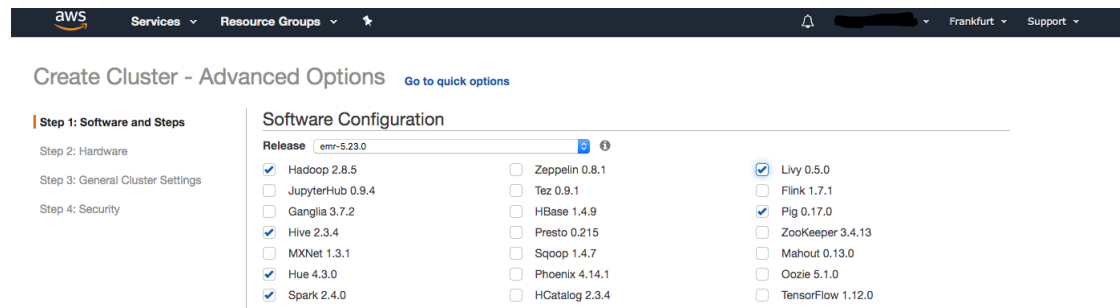 aws Services Resource Groups Frankfurt Support
Create Cluster - Advanced Options Go to quick options
Step 1: Software and Steps
Step 2: Hardware
Step 3: General Cluster Settings
Step 4: Security
Software Configuration
Release emr-5.23.0
Hadoop 2.8.5 Zeppelin 0.8.1 Livy 0.5.0
JupyterHub 0.9.4 Tez 0.9.1 Flink 1.7.1
Ganglia 3.7.2 HBase 1.4.9 Pig 0.17.0
Hive 2.3.4 Presto 0.215 ZooKeeper 3.4.13
MXNet 1.3.1 Sqoop 1.4.7 Mahout 0.13.0
Hue 4.3.0 Phoenix 4.14.1 Oozie 5.1.0
Spark 2.4.0 HCatalog 2.3.4 TensorFlow 1.12.0